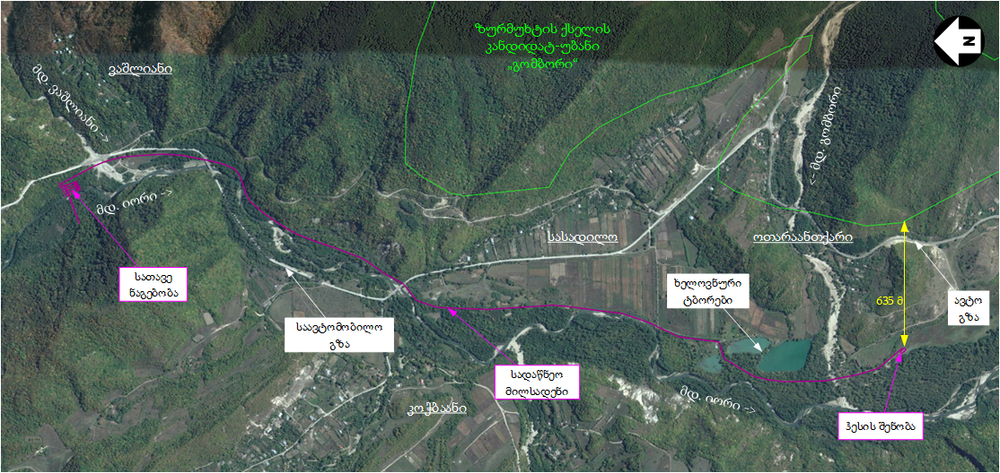 ზურმუხტის ქსელის
კანდიდატ-უბანი
„გომბორი“
N
ვაშლიანი
მდ. ვაშლიანი ->
<- მდ. გომბორი
მდ. იორი ->
სასადილო
ოთარაანთქარი
სათავე
ნაგებობა
ხელოვნური
ტბორები
635 მ
ავტო
გზა
საავტომობილო
გზა
სადაწნეო
მილსადენი
კოჭბაანი
მდ. იორი ->
ჰესის შენობა